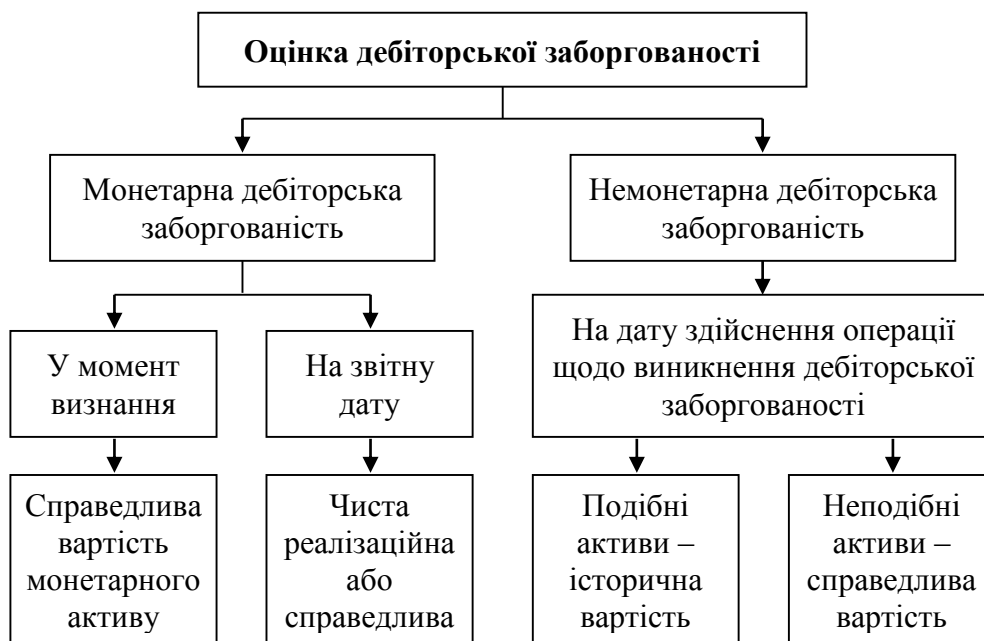 Оцінка дебіторської заборгованості
Монетарна дебіторська
заборгованість
Немонетарна дебіторська
заборгованість
У момент
визнання
На звітну
дату
На дату здійснення операції
щодо виникнення дебіторської
заборгованості
Справедлива
вартість
монетарного
активу
Чиста
реалізаційна
або
справедлива
Подібні
активи –
історична
вартість
Неподібні
активи –
справедлива
вартість